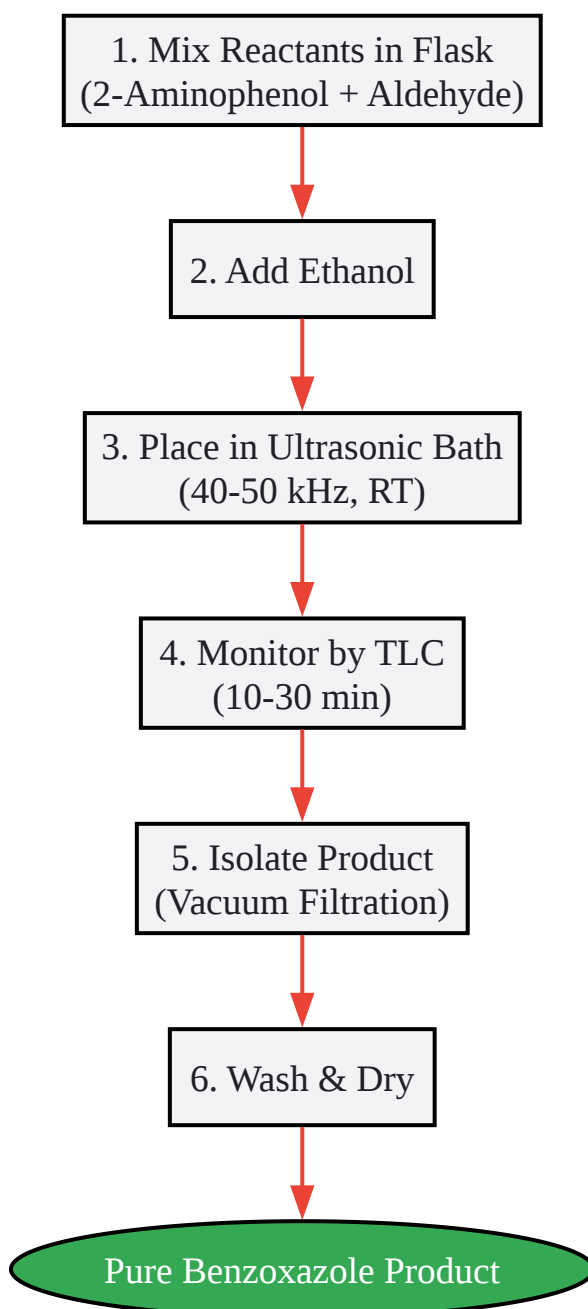 1. Mix Reactants in Flask
(2-Aminophenol + Aldehyde)
2. Add Ethanol
3. Place in Ultrasonic Bath
(40-50 kHz, RT)
4. Monitor by TLC
(10-30 min)
5. Isolate Product
(Vacuum Filtration)
6. Wash & Dry
Pure Benzoxazole Product